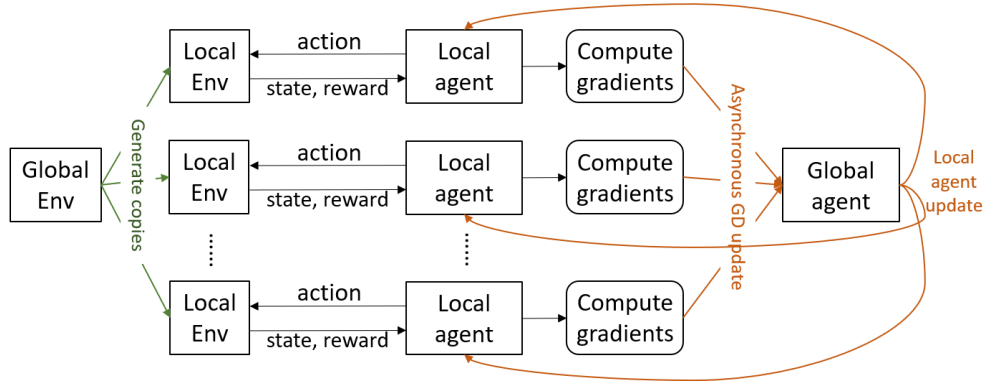 Global
Env
Generate copies
Local
Env
action
state, reward
Local
agent
Compute
gradients
Local
Env
action
state, reward
Local
agent
Compute
gradients
Local
Env
action
state, reward
Local
agent
Compute
gradients
Asynchronous GD update
Global
agent
Local
agent
update